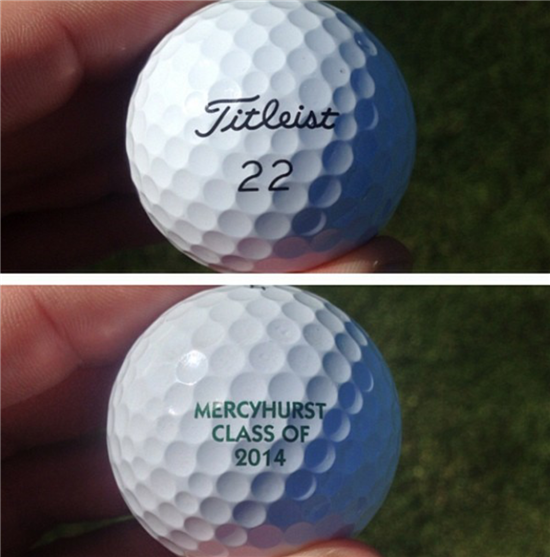 Titleist
22
MERCYHURST
CLASS OF
2014